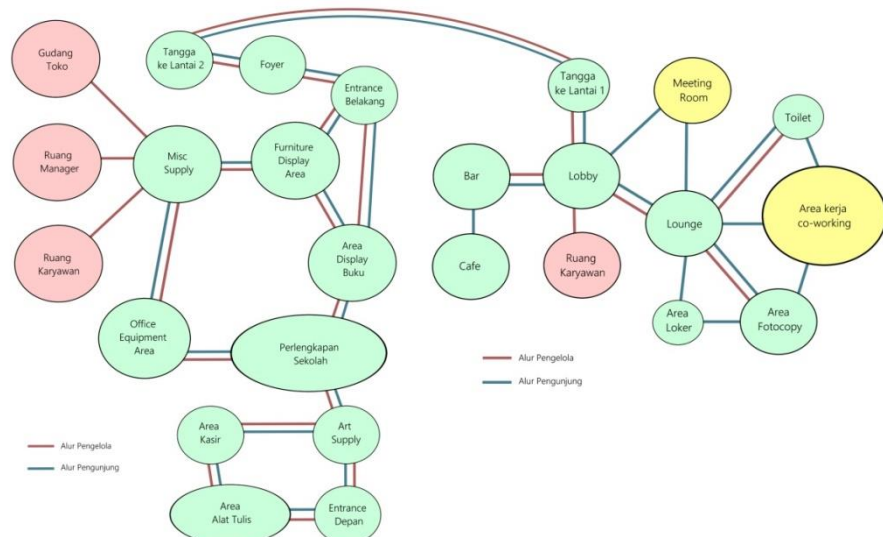 Gudang
Toko
Tangga
ke Lantai 2
Foyer
Entrance
Belakang
Ruang
Manager
Misc
Supply
Furniture
Display
Area
Ruang
Karyawan
Area
Display
Buku
Office
Equipment
Area
Perlengkapan
Sekolah
Area
Kasir
Art
Supply
Area
Alat Tulis
Entrance
Depan
Alur Pengelola
Alur Pengunjung
Tangga
ke Lantai 1
Meeting
Room
Toilet
Bar
Lobby
Lounge
Area kerja
co-working
Cafe
Ruang
Karyawan
Area
Loker
Area
Fotocopy
Alur Pengelola
Alur Pengunjung